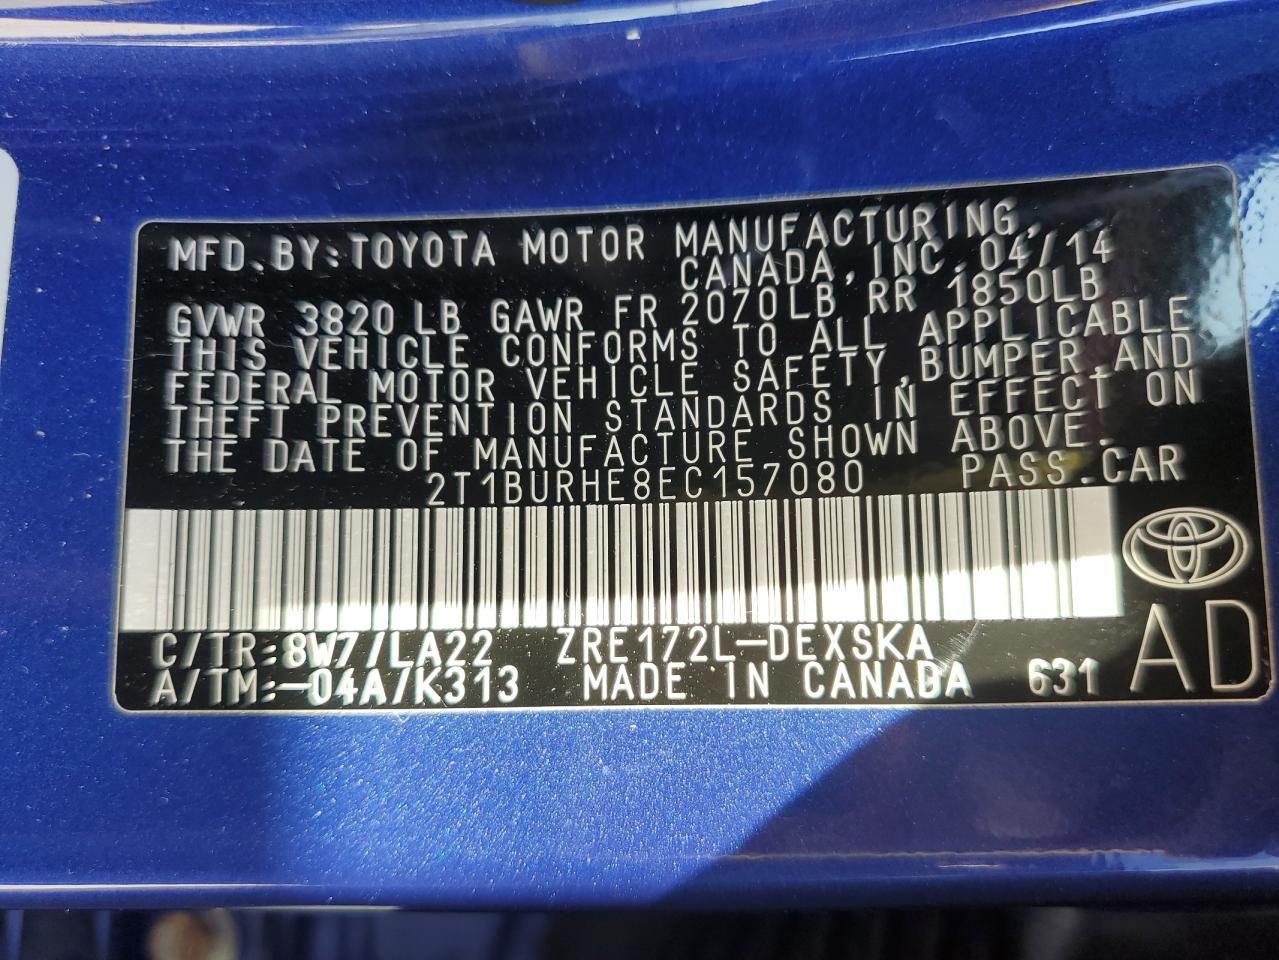 MFD.BY:TOYOTA MOTOR MANUFACTURING,
CANADA,INC.04/14
GVWR 3820 LB GAWR FR 2070LB RR 1850LB
THIS VEHICLE CONFORMS TO ALL APPLICABLE
FEDERAL MOTOR VEHICLE SAFETY,BUMPER,AND
THEFT PREVENTION STANDARDS IN EFFECT ON
THE DATE OF MANUFACTURE SHOWN ABOVE.
2T1BURHE8EC157080 PASS.CAR
C/TR:8W7/LA22 ZRE172L-DEXSKA
A/TM:-04A/K313 MADE IN CANADA 631 AD